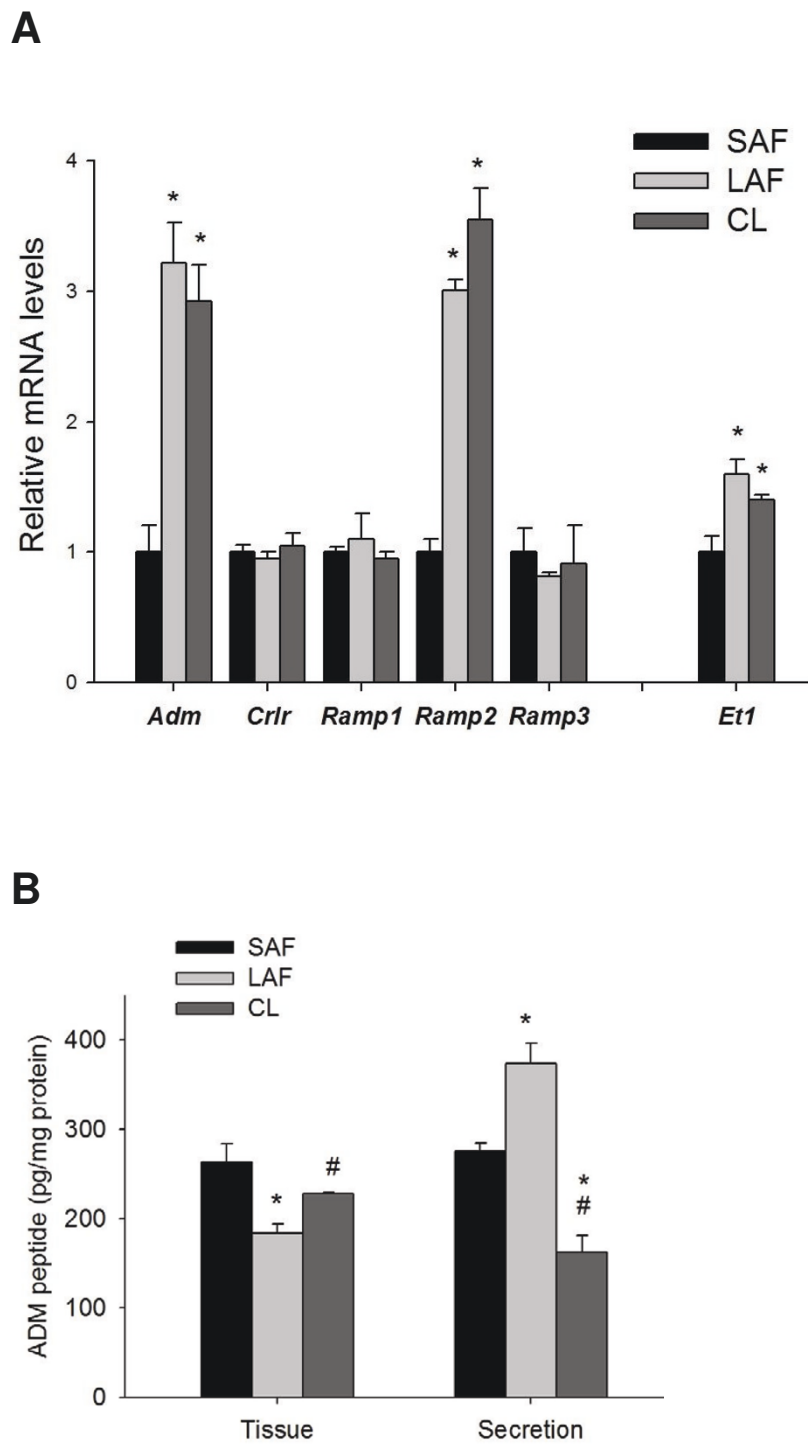 A
SAF
LAF
CL
Relative mRNA levels
4
3
2
1
0
* * * * * *
Adm Crlr Ramp1 Ramp2 Ramp3 Et1
B
SAF
LAF
CL
ADM peptide (pg/mg protein)
400
300
200
100
0
* # * * #
Tissue Secretion